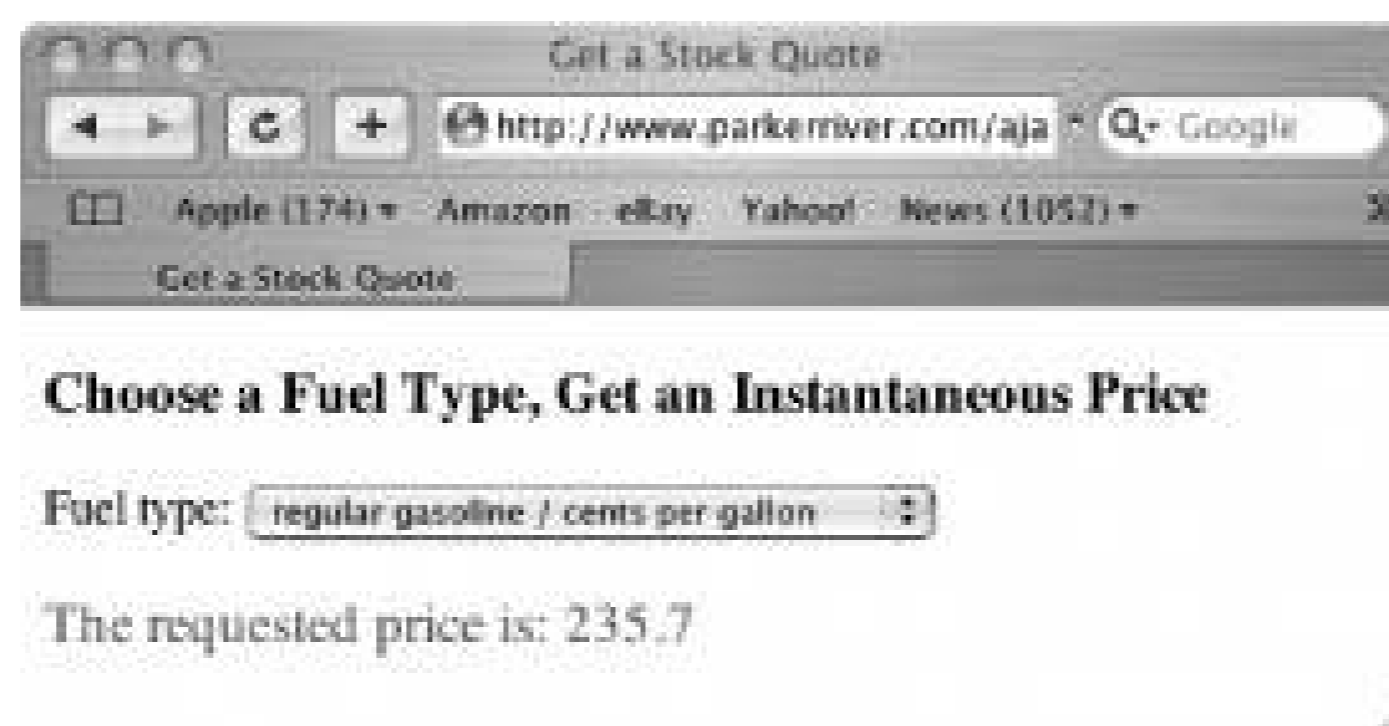 Get a Stock Quote
http://www.parkerriver.com/aja Google
Apple (174) Amazon eBay Yahoo! News (1052)
Get a Stock Quote
Choose a Fuel Type, Get an Instantaneous Price
Fuel type: regular gasoline / cents per gallon
The requested price is: 235.7